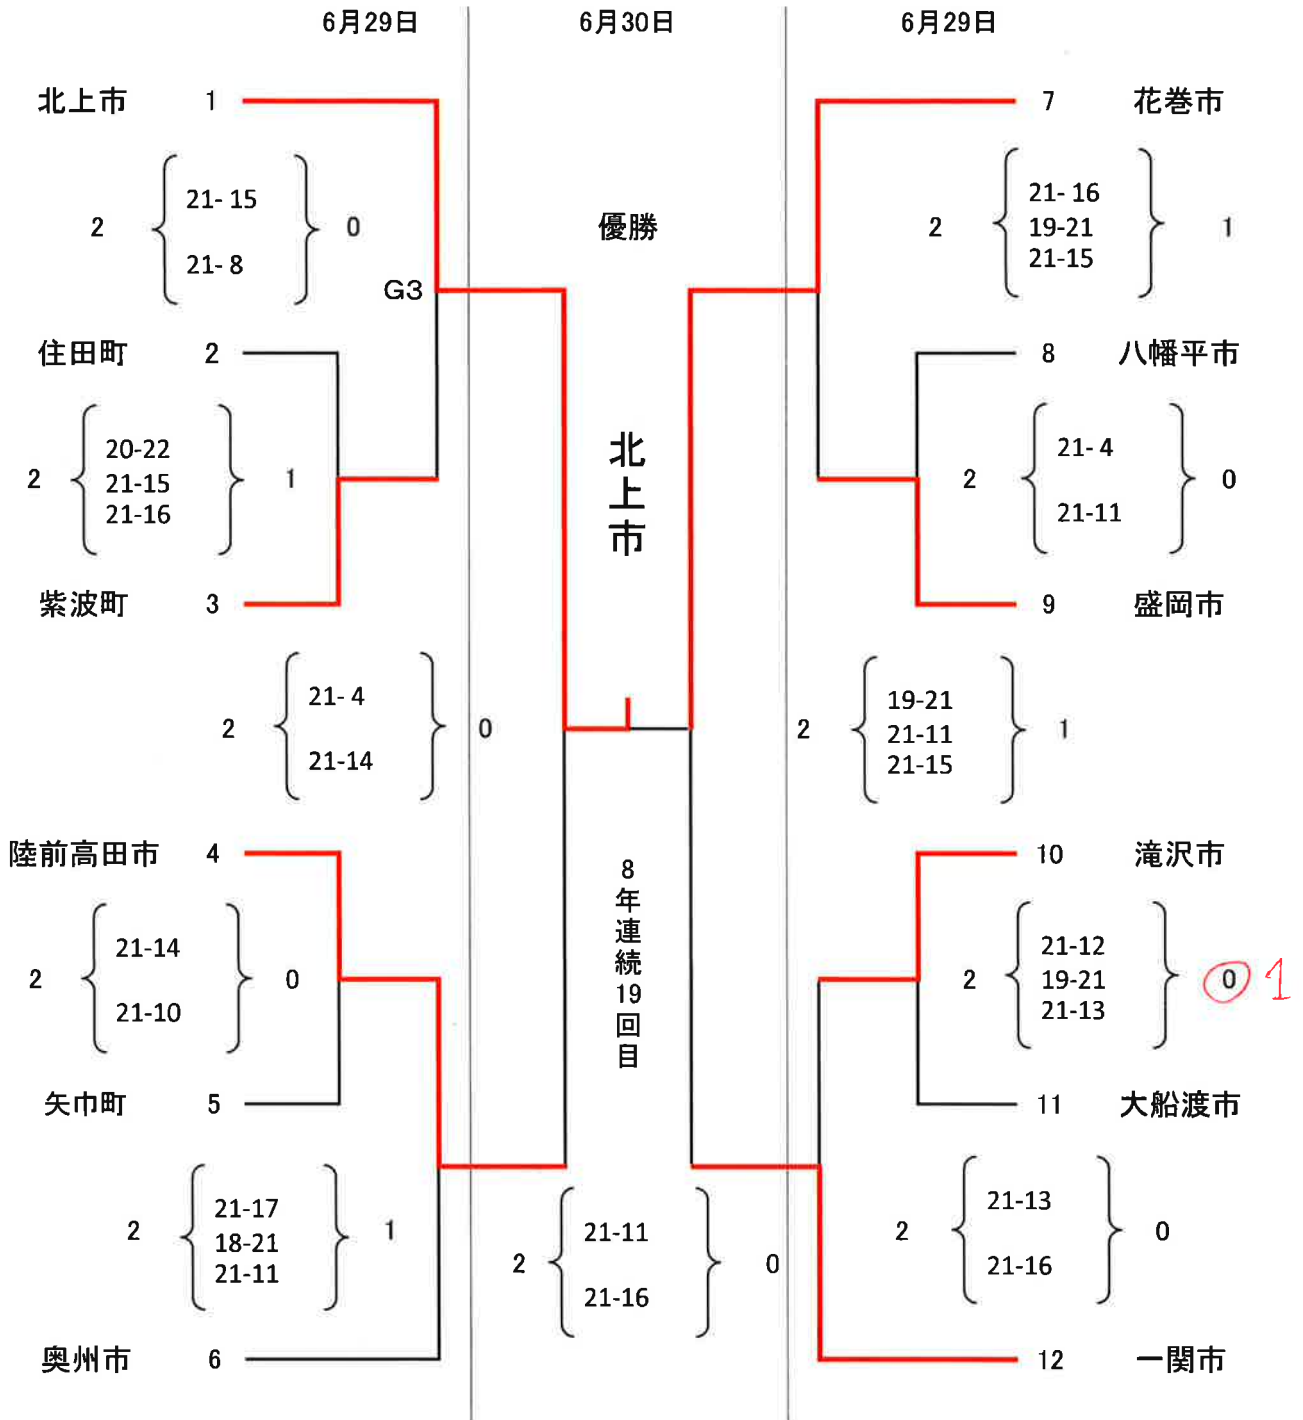 6月29日
6月30日
6月29日
北上市 1
7 花巻市
2 21-15 0
21-8
優勝
2 21-16 1
19-21
21-15
G3
住田町 2
8 八幡平市
2 20-22 1
21-15
21-16
北上市
2 21-4 0
21-11
紫波町 3
9 盛岡市
2 21-4 0
21-14
2 19-21 1
21-11
21-15
陸前高田市 4
10 滝沢市
2 21-14 0
21-10
8年連続19回目
2 21-12 0 1
19-21
21-13
矢巾町 5
11 大船渡市
2 21-17 1
18-21
21-11
2 21-11 0
21-16
2 21-13 0
21-16
奥州市 6
12 一関市